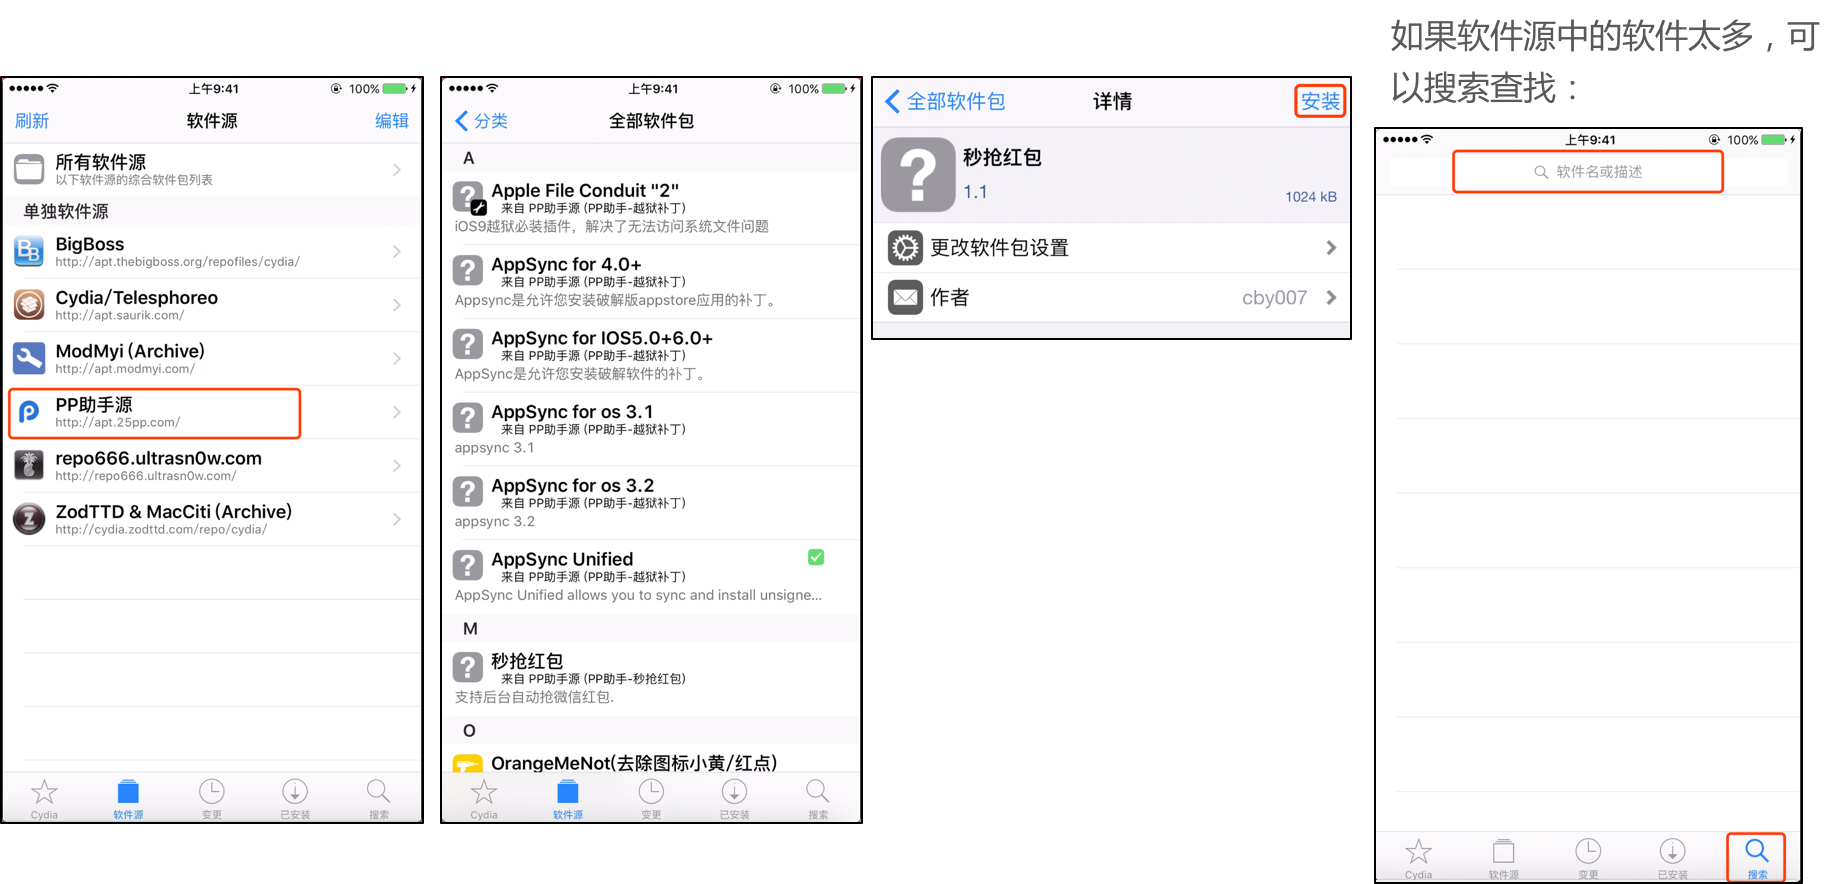 如果软件源中的软件太多，可
以搜索查找：
上午9:41
100%
刷新
软件源
编辑
所有软件源
以下软件源的综合软件包列表
单独软件源
BigBoss
http://apt.thebigboss.org/repofiles/cydia/
Cydia/Telesphoreo
http://apt.saurik.com/
ModMyi (Archive)
http://apt.modmyi.com/
PP助手源
http://apt.25pp.com/
repo666.ultrasn0w.com
http://repo666.ultrasn0w.com/
ZodTTD & MacCiti (Archive)
http://cydia.zodttd.com/repo/cydia/
Cydia
软件源
变更
已安装
搜索
上午9:41
100%
分类
全部软件包
A
Apple File Conduit "2"
来自 PP助手源 (PP助手-越狱补丁)
iOS9越狱必装插件，解决了无法访问系统文件问题
AppSync for 4.0+
来自 PP助手源 (PP助手-越狱补丁)
Appsync是允许您安装破解版appstore应用的补丁。
AppSync for IOS5.0+6.0+
来自 PP助手源 (PP助手-越狱补丁)
AppSync是允许您安装破解软件的补丁。
AppSync for os 3.1
来自 PP助手源 (PP助手-越狱补丁)
appsync 3.1
AppSync for os 3.2
来自 PP助手源 (PP助手-越狱补丁)
appsync 3.2
AppSync Unified
来自 PP助手源 (PP助手-越狱补丁)
AppSync Unified allows you to sync and install unsigne...
M
秒抢红包
来自 PP助手源 (PP助手-秒抢红包)
支持后台自动抢微信红包.
O
OrangeMeNot(去除图标小黄/红点)
Cydia
软件源
变更
已安装
搜索
全部软件包
详情
安装
秒抢红包
1.1
1024 kB
更改软件包设置
作者
cby007
上午9:41
100%
软件名或描述
Cydia
软件源
变更
已安装
搜索